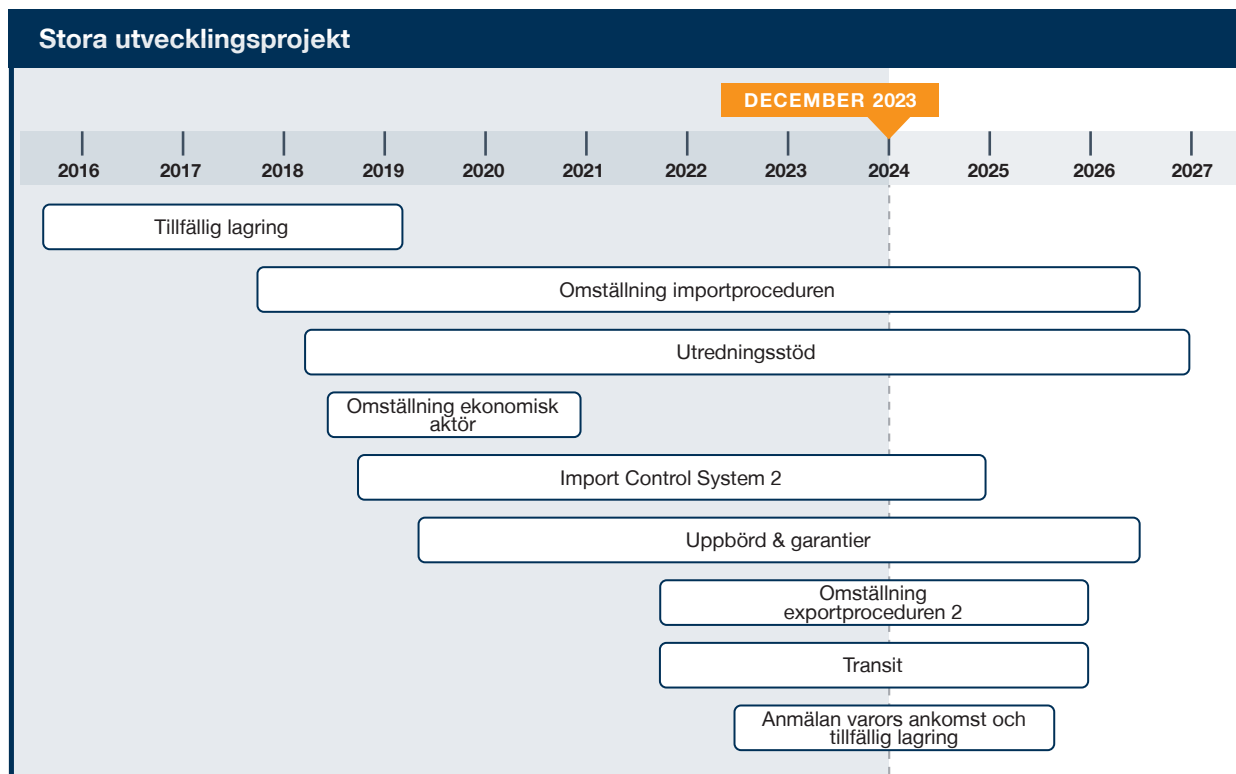 Stora utvecklingsprojekt
DECEMBER 2023
2016 2017 2018 2019 2020 2021 2022 2023 2024 2025 2026 2027
Tillfällig lagring
Omställning importproceduren
Utredningsstöd
Omställning ekonomisk
aktör
Import Control System 2
Uppbörd & garantier
Omställning
exportproceduren 2
Transit
Anmälan varors ankomst och
tillfällig lagring